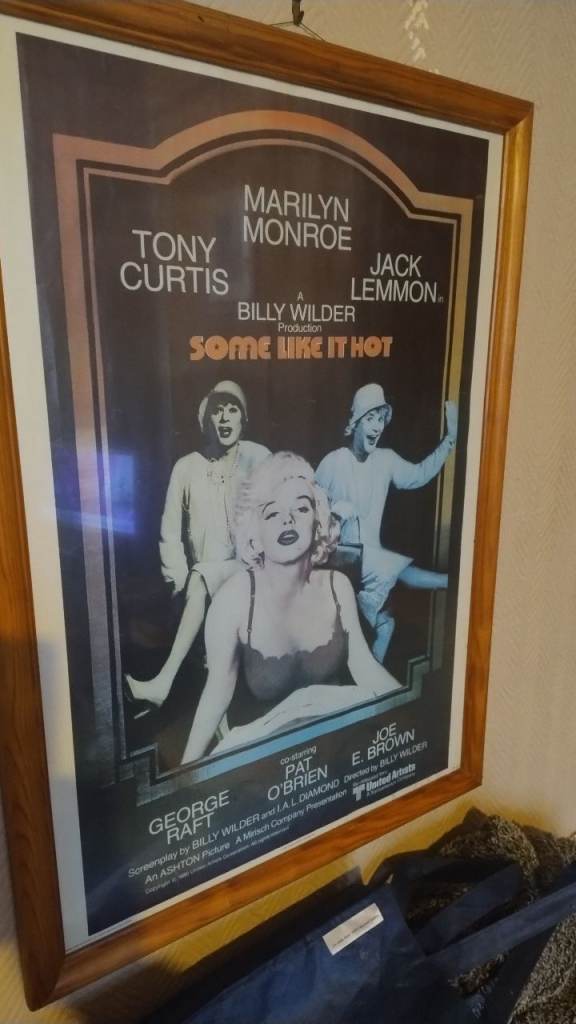 MARILYN
MONROE
TONY
CURTIS
JACK
LEMMON in
A
BILLY WILDER
Production
SOME LIKE IT HOT
GEORGE
RAFT
co-starring
PAT
O'BRIEN
JOE
E. BROWN
Screenplay by BILLY WILDER and I.A.L. DIAMOND Directed by BILLY WILDER
An ASHTON Picture A Mirisch Company Presentation
United Artists
A Transamerica Company